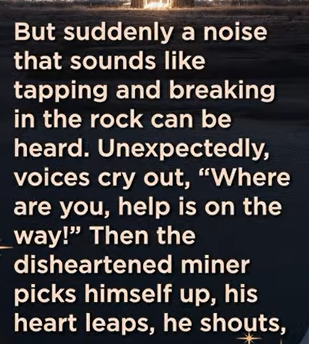 But suddenly a noise
that sounds like
tapping and breaking
in the rock can be
heard. Unexpectedly,
voices cry out, “Where
are you, help is on the
way!” Then the
disheartened miner
picks himself up, his
heart leaps, he shouts,